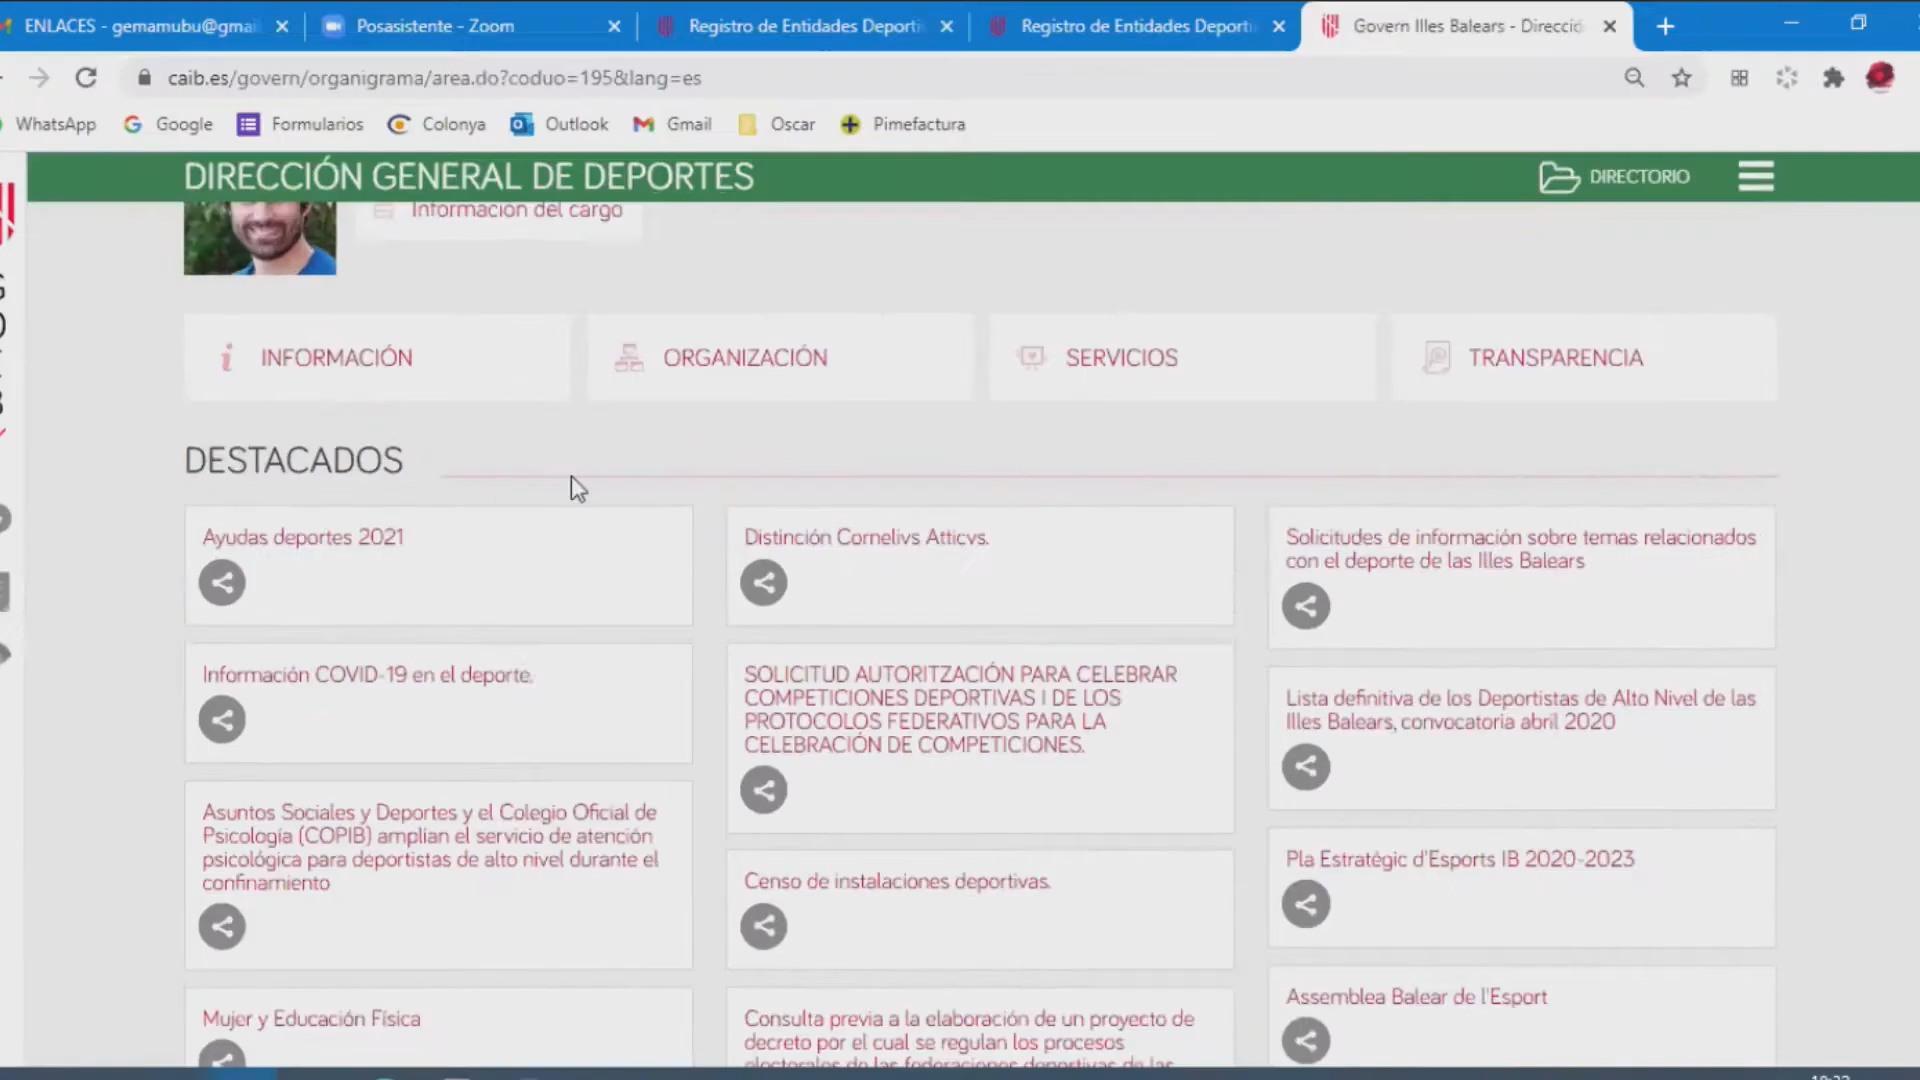 ENLACES - gemamubu@gmai
Posasistente - Zoom
Registro de Entidades Deporti
Registro de Entidades Deporti
Govern Illes Balears - Direcció
caib.es/govern/organigrama/area.do?coduo=195&lang=es
WhatsApp
Google
Formularios
Colonya
Outlook
Gmail
Oscar
Pimefactura
DIRECCIÓN GENERAL DE DEPORTES
DIRECTORIO
Información del cargo
INFORMACIÓN
ORGANIZACIÓN
SERVICIOS
TRANSPARENCIA
DESTACADOS
Ayudas deportes 2021
Información COVID-19 en el deporte.
Asuntos Sociales y Deportes y el Colegio Oficial de
Psicología (COPIB) amplían el servicio de atención
psicológica para deportistas de alto nivel durante el
confinamiento
Mujer y Educación Física
Distinción Cornelivs Atticvs.
SOLICITUD AUTORITZACIÓN PARA CELEBRAR
COMPETICIONES DEPORTIVAS I DE LOS
PROTOCOLOS FEDERATIVOS PARA LA
CELEBRACIÓN DE COMPETICIONES.
Censo de instalaciones deportivas.
Consulta previa a la elaboración de un proyecto de
decreto por el cual se regulan los procesos
electorales de las federaciones deportivas de las
Solicitudes de información sobre temas relacionados
con el deporte de las Illes Balears
Lista definitiva de los Deportistas de Alto Nivel de las
Illes Balears, convocatoria abril 2020
Pla Estratégic d'Esports IB 2020-2023
Assemblea Balear de l'Esport